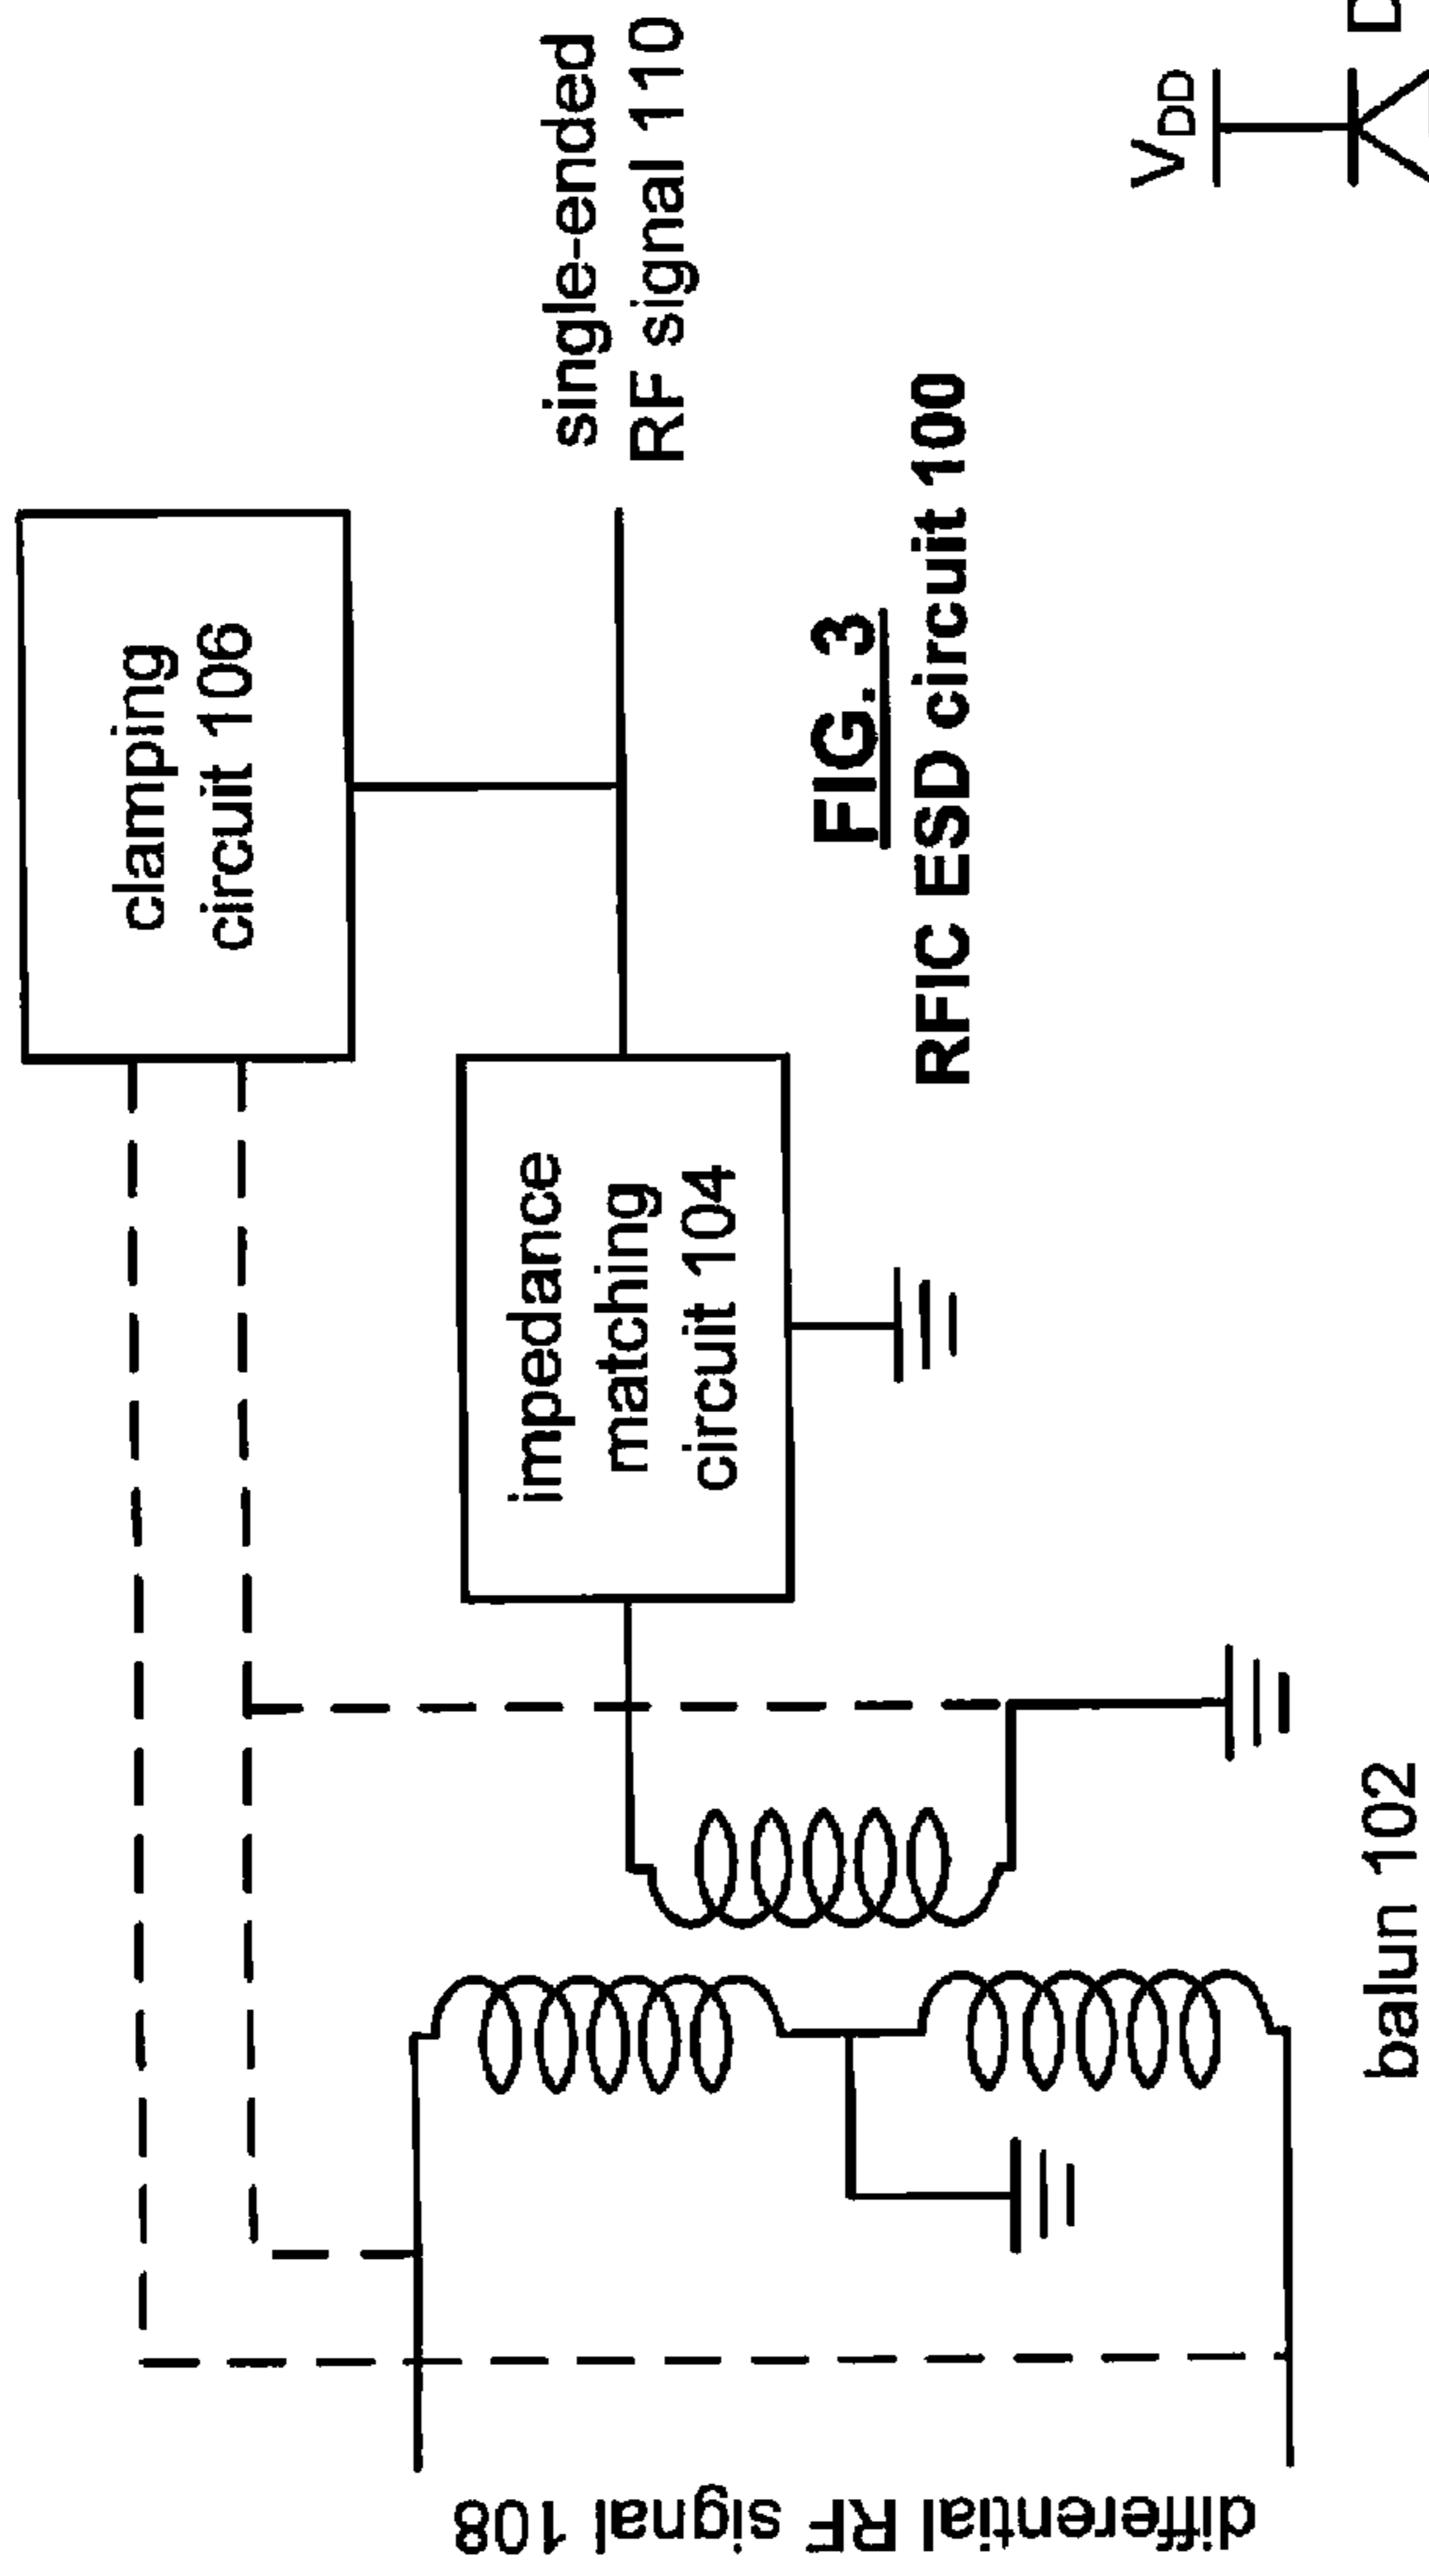 clamping
circuit 106
single-ended
RF signal 110
impedance
matching
circuit 104
differential RF signal 108
balun 102
FIG. 3
RFIC ESD circuit 100
VDD
D